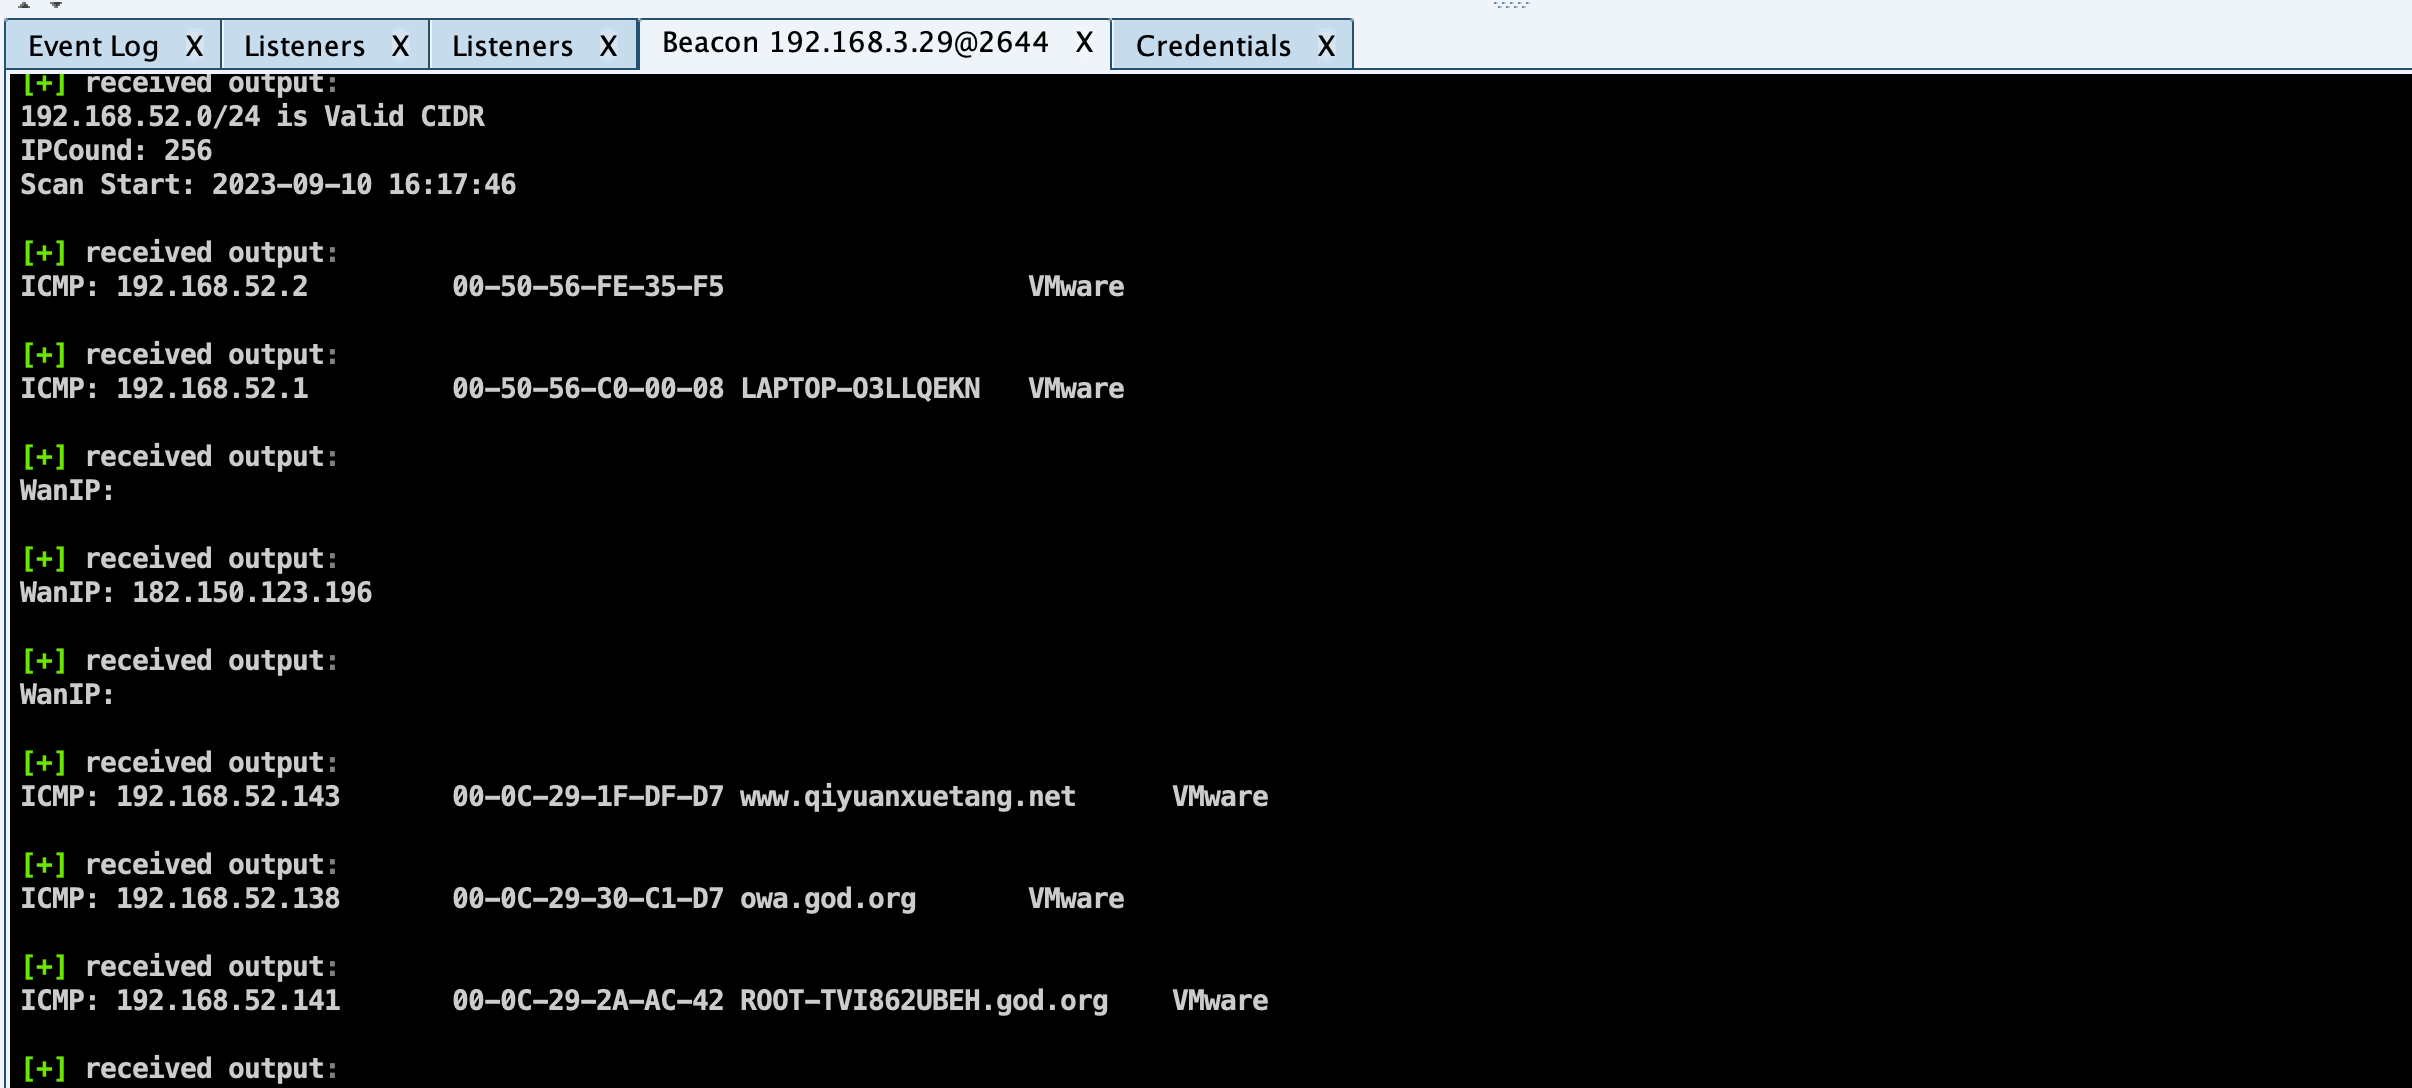 Event Log X Listeners X Listeners X Beacon 192.168.3.29@2644 X Credentials X
[+] received output:
192.168.52.0/24 is Valid CIDR
IPCound: 256
Scan Start: 2023-09-10 16:17:46
[+] received output:
ICMP: 192.168.52.2 00-50-56-FE-35-F5 VMware
[+] received output:
ICMP: 192.168.52.1 00-50-56-C0-00-08 LAPTOP-O3LLQEKN VMware
[+] received output:
WanIP:
[+] received output:
WanIP: 182.150.123.196
[+] received output:
WanIP:
[+] received output:
ICMP: 192.168.52.143 00-0C-29-1F-DF-D7 www.qiyuanxuetang.net VMware
[+] received output:
ICMP: 192.168.52.138 00-0C-29-30-C1-D7 owa.god.org VMware
[+] received output:
ICMP: 192.168.52.141 00-0C-29-2A-AC-42 ROOT-TVI862UBEH.god.org VMware
[+] received output: